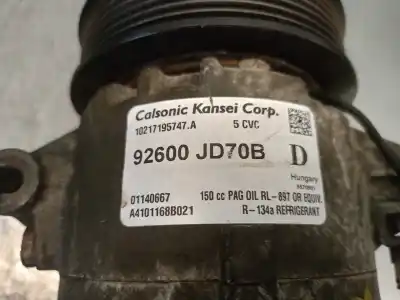 Calsonic Kansei Corp.
10217195747.A 5 CVC
92600 JD70B D
Hungary
01140667 150 cc PAG OIL RL-897 OR EQUIV.
A4101168B021 R-134a REFRIGERANT